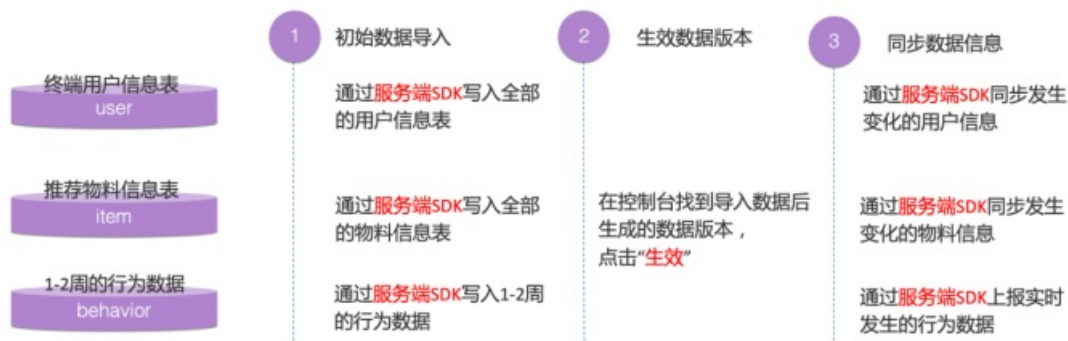 1
初始数据导入
2
生效数据版本
3
同步数据信息
终端用户信息表
user
通过服务端SDK写入全部
的用户信息表
通过服务端SDK同步发生
变化的用户信息
推荐物料信息表
item
通过服务端SDK写入全部
的物料信息表
在控制台找到导入数据后
生成的数据版本，
点击“生效”
通过服务端SDK同步发生
变化的物料信息
1-2周的行为数据
behavior
通过服务端SDK写入1-2周
的行为数据
通过服务端SDK上报实时
发生的行为数据